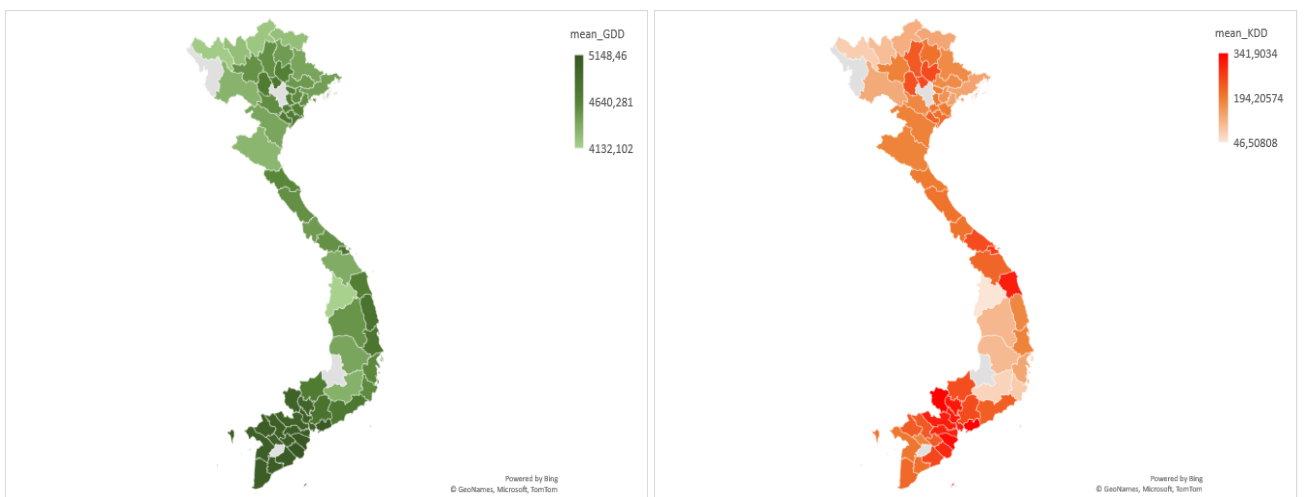 mean_GDD
5148,46
4640,281
4132,102
Powered by Bing
© GeoNames, Microsoft, TomTom
mean_KDD
341,9034
194,20574
46,50808
Powered by Bing
© GeoNames, Microsoft, TomTom